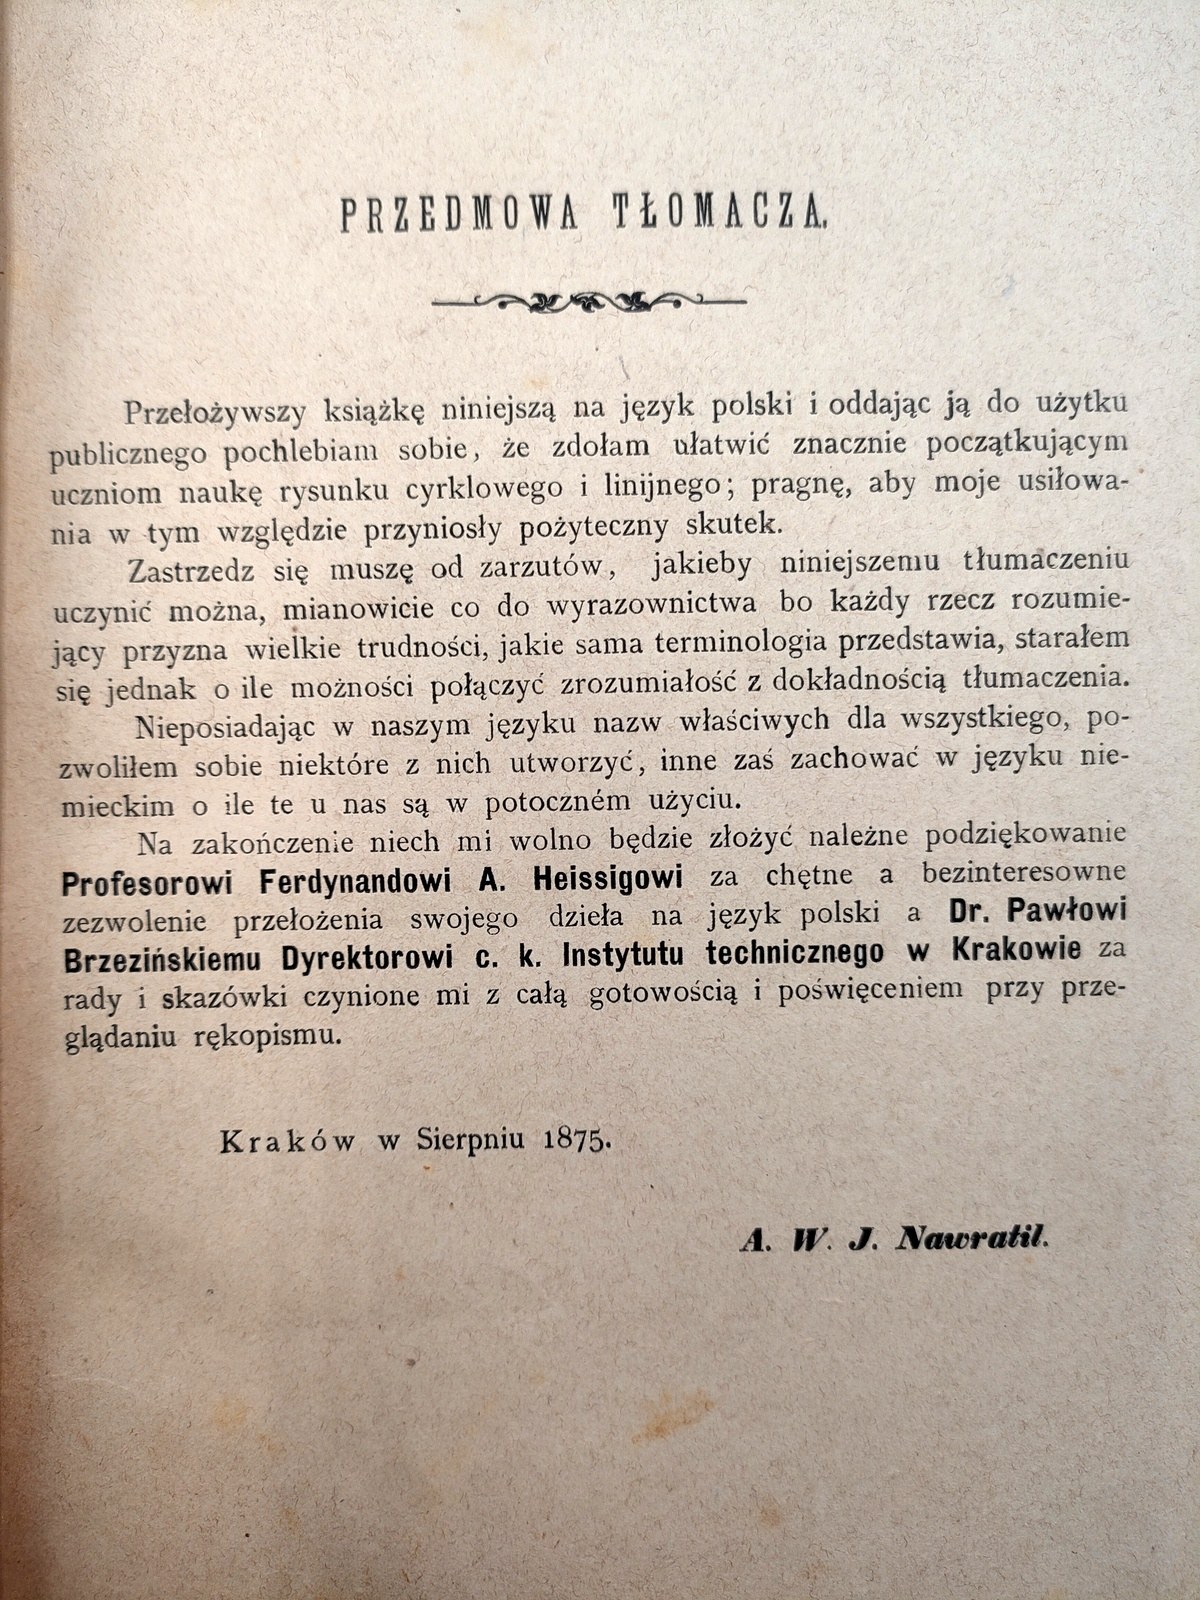 PRZEDMOWA TŁOMACZA.
Przełożywszy książkę niniejszą na język polski i oddając ją do użytku
publicznego pochlebiam sobie, że zdołam ułatwić znacznie początkującym
uczniom naukę rysunku cyrklowego i linijnego; pragnę, aby moje usiłowa-
nia w tym względzie przyniosły pożyteczny skutek.
Zastrzedz się muszę od zarzutów, jakieby niniejszemu tłumaczeniu
uczynić można, mianowicie co do wyrazownictwa bo każdy rzecz rozumie-
jący przyzna wielkie trudności, jakie sama terminologia przedstawia, starałem
się jednak o ile możności połączyć zrozumiałość z dokładnością tłumaczenia.
Nieposiadając w naszym języku nazw właściwych dla wszystkiego, po-
zwoliłem sobie niektóre z nich utworzyć, inne zaś zachować w języku nie-
mieckim o ile te u nas są w potoczném użyciu.
Na zakończenie niech mi wolno będzie złożyć należne podziękowanie
Profesorowi Ferdynandowi A. Heissigowi za chętne a bezinteresowne
zezwolenie przełożenia swojego dzieła na język polski a Dr. Pawłowi
Brzezińskiemu Dyrektorowi c. k. Instytutu technicznego w Krakowie za
rady i skazówki czynione mi z całą gotowością i poświęceniem przy prze-
glądaniu rękopismu.
Kraków w Sierpniu 1875.
A. W. J. Nawratil.